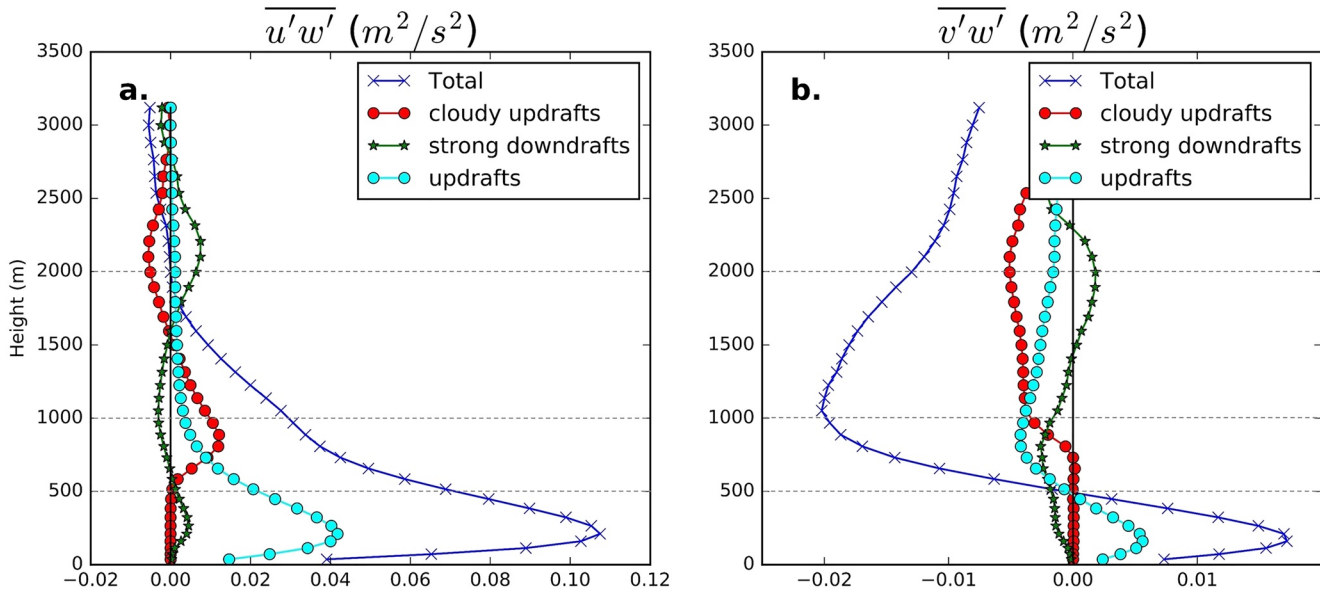 u′w′ (m²/s²)
a.
Total
cloudy updrafts
strong downdrafts
updrafts
3500
3000
2500
2000
1500
1000
500
0
Height (m)
−0.02 0.00 0.02 0.04 0.06 0.08 0.10 0.12
v′w′ (m²/s²)
b.
Total
cloudy updrafts
strong downdrafts
updrafts
3500
3000
2500
2000
1500
1000
500
0
−0.02 −0.01 0.00 0.01